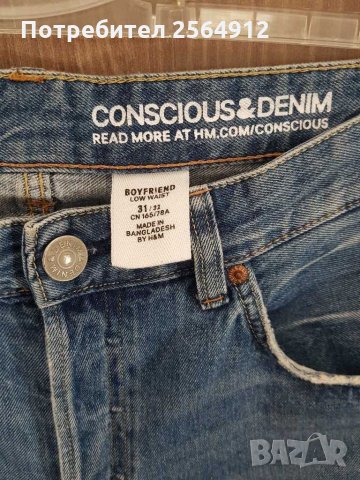 Потребител 2564912
CONSCIOUS&DENIM
READ MORE AT HM.COM/CONSCIOUS
BOYFRIEND
LOW WAIST
31/32
CN 165/78A
MADE IN
BANGLADESH
BY H&M
BAZAR